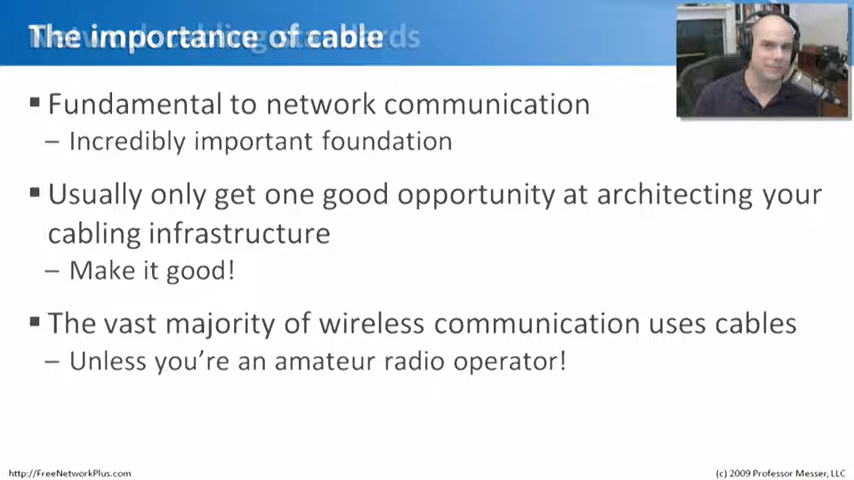 The importance of cable
▪ Fundamental to network communication
– Incredibly important foundation
▪ Usually only get one good opportunity at architecting your
cabling infrastructure
– Make it good!
▪ The vast majority of wireless communication uses cables
– Unless you’re an amateur radio operator!
http://FreeNetworkPlus.com
(c) 2009 Professor Messer, LLC